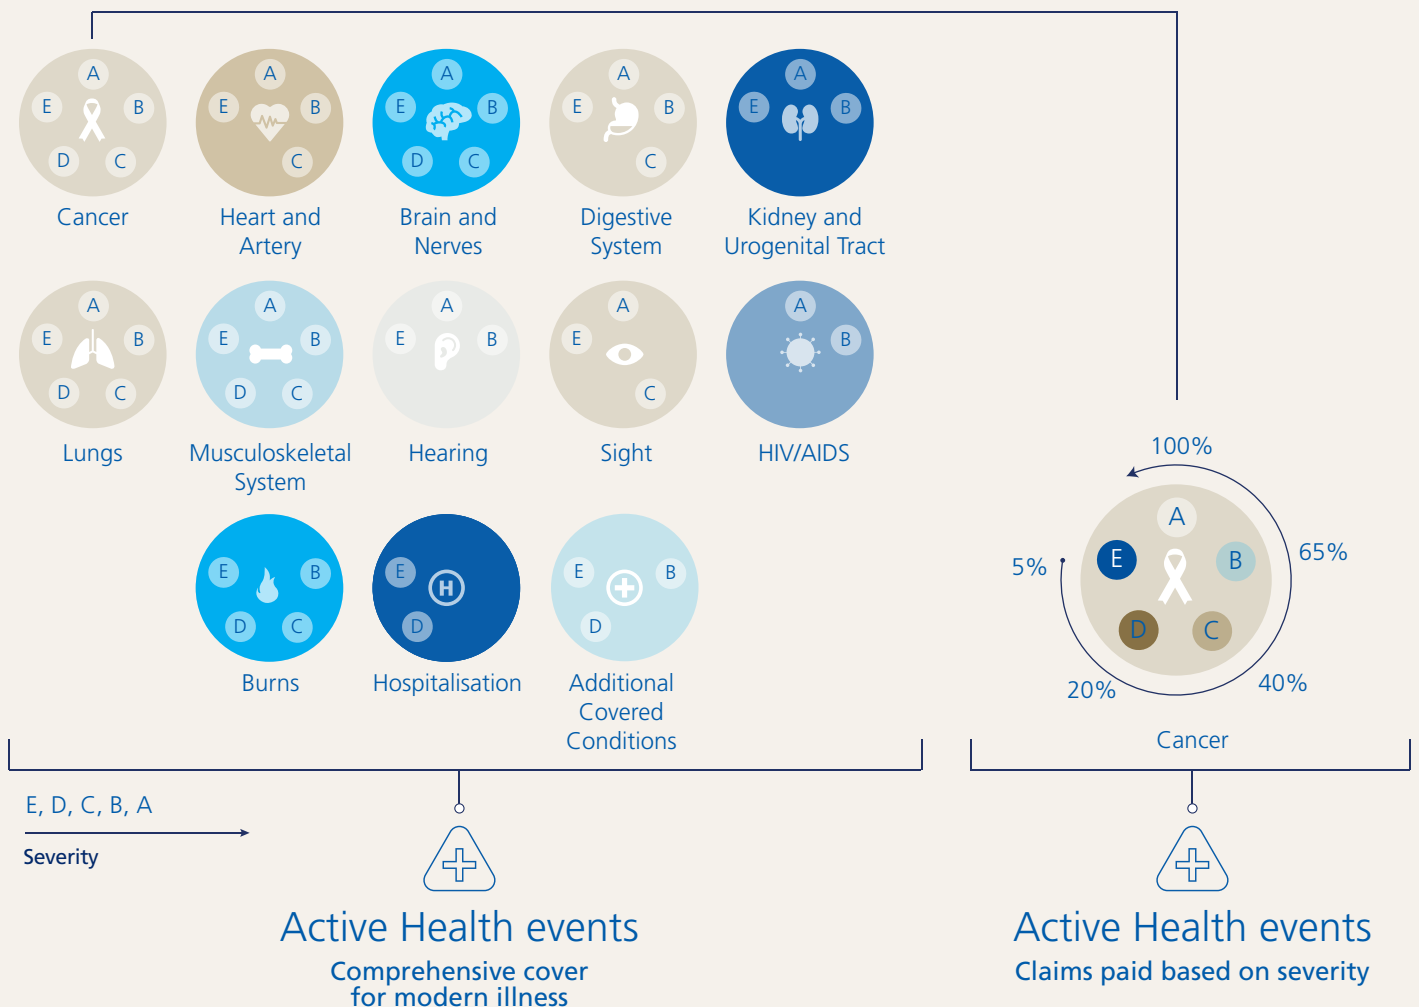 A
E
B
D
C
Cancer
A
E
B
C
Heart and
Artery
A
E
B
D
C
Brain and
Nerves
A
E
B
C
Digestive
System
A
E
B
Kidney and
Urogenital Tract
A
E
B
D
C
Lungs
A
E
B
D
C
Musculoskeletal
System
A
E
B
Hearing
A
E
C
Sight
A
B
HIV/AIDS
E
B
D
C
Burns
E
H
D
Hospitalisation
E
B
D
Additional
Covered
Conditions
100%
A
65%
B
E
5%
D
C
20%
40%
Cancer
E, D, C, B, A
Severity
Active Health events
Comprehensive cover
for modern illness
Active Health events
Claims paid based on severity